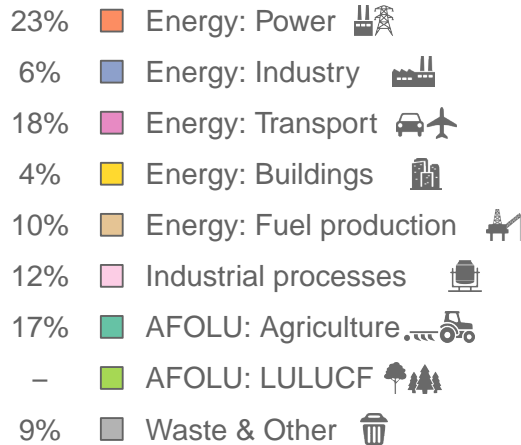 23% Energy: Power
6% Energy: Industry
18% Energy: Transport
4% Energy: Buildings
10% Energy: Fuel production
12% Industrial processes
17% AFOLU: Agriculture
– AFOLU: LULUCF
9% Waste & Other